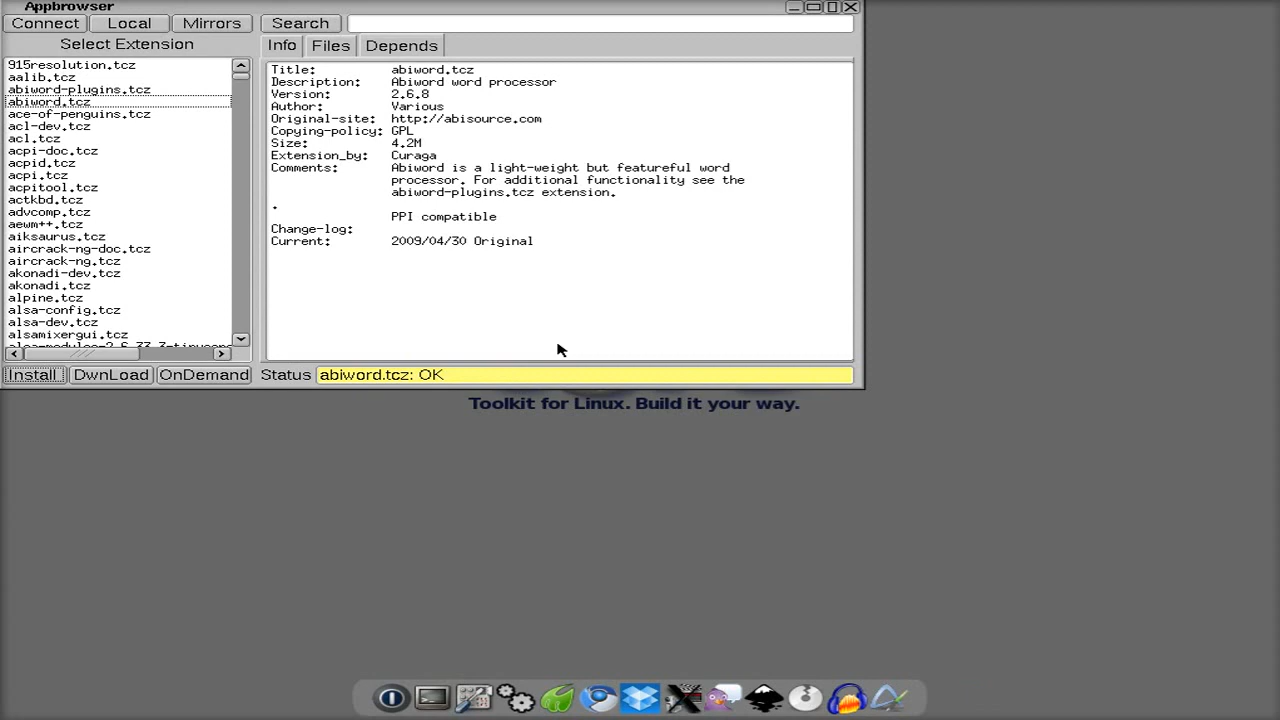 Appbrowser
Connect Local Mirrors Search
Select Extension
Info Files Depends
915resolution.tcz
aalib.tcz
abiword-plugins.tcz
abiword.tcz
ace-of-penguins.tcz
acl-dev.tcz
acl.tcz
acpi-doc.tcz
acpid.tcz
acpi.tcz
acpitool.tcz
actkbd.tcz
advcomp.tcz
aewm++.tcz
aiksaurus.tcz
aircrack-ng-doc.tcz
aircrack-ng.tcz
akonadi-dev.tcz
akonadi.tcz
alpine.tcz
alsa-config.tcz
alsa-dev.tcz
alsamixergui.tcz
Title: abiword.tcz
Description: Abiword word processor
Version: 2.6.8
Author: Various
Original-site: http://abisource.com
Copying-policy: GPL
Size: 4.2M
Extension_by: Curaga
Comments: Abiword is a light-weight but featureful word
processor. For additional functionality see the
abiword-plugins.tcz extension.
.
PPI compatible
Change-log:
Current: 2009/04/30 Original
Install DwnLoad OnDemand Status abiword.tcz: OK
Toolkit for Linux. Build it your way.